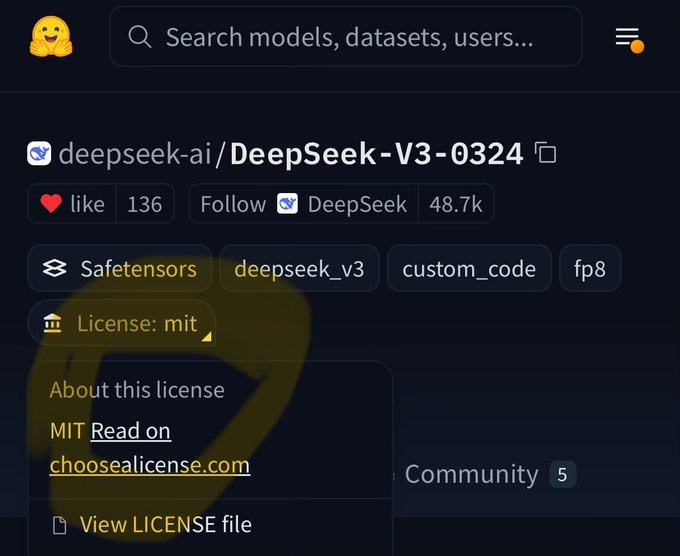 Search models, datasets, users...
deepseek-ai/DeepSeek-V3-0324
like 136 Follow DeepSeek 48.7k
Safetensors deepseek_v3 custom_code fp8
License: mit
About this license
MIT Read on
choosealicense.com
Community 5
View LICENSE file